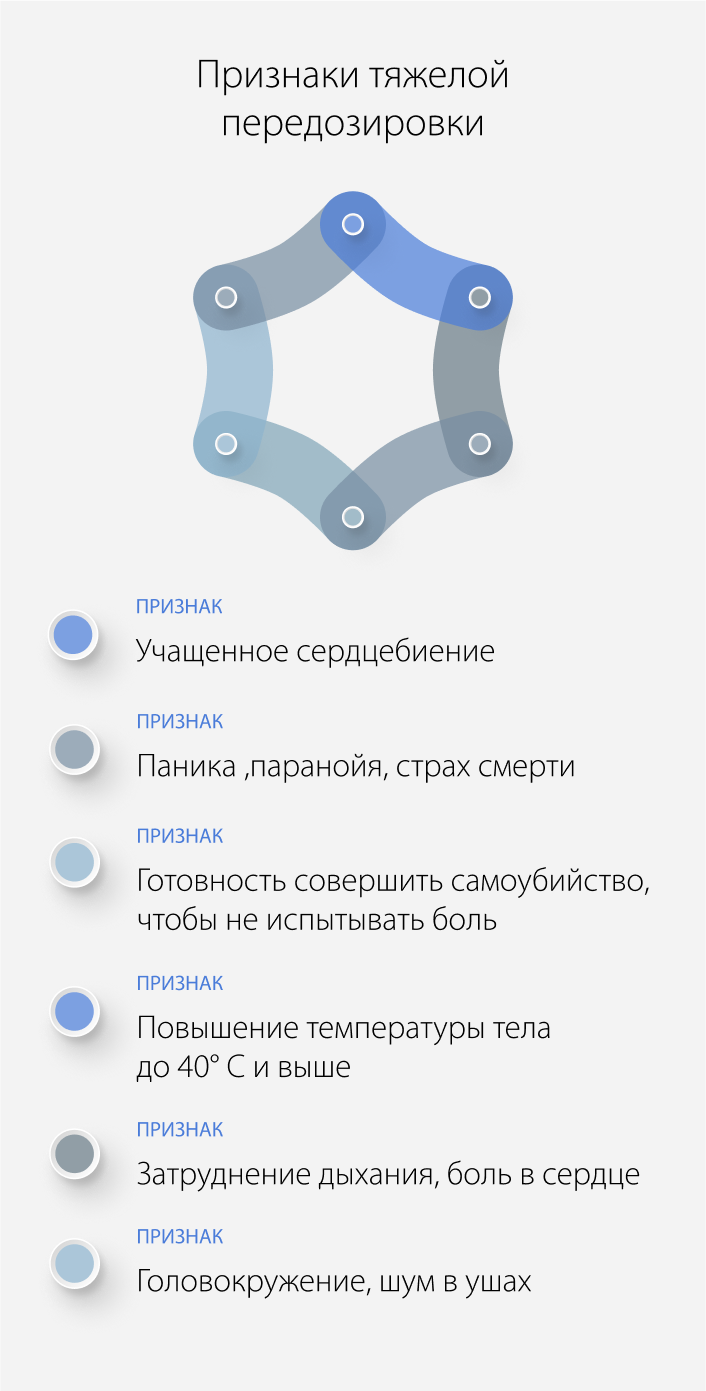 Признаки тяжелой
передозировки
ПРИЗНАК
Учащенное сердцебиение
ПРИЗНАК
Паника ,паранойя, страх смерти
ПРИЗНАК
Готовность совершить самоубийство,
чтобы не испытывать боль
ПРИЗНАК
Повышение температуры тела
до 40° С и выше
ПРИЗНАК
Затруднение дыхания, боль в сердце
ПРИЗНАК
Головокружение, шум в ушах